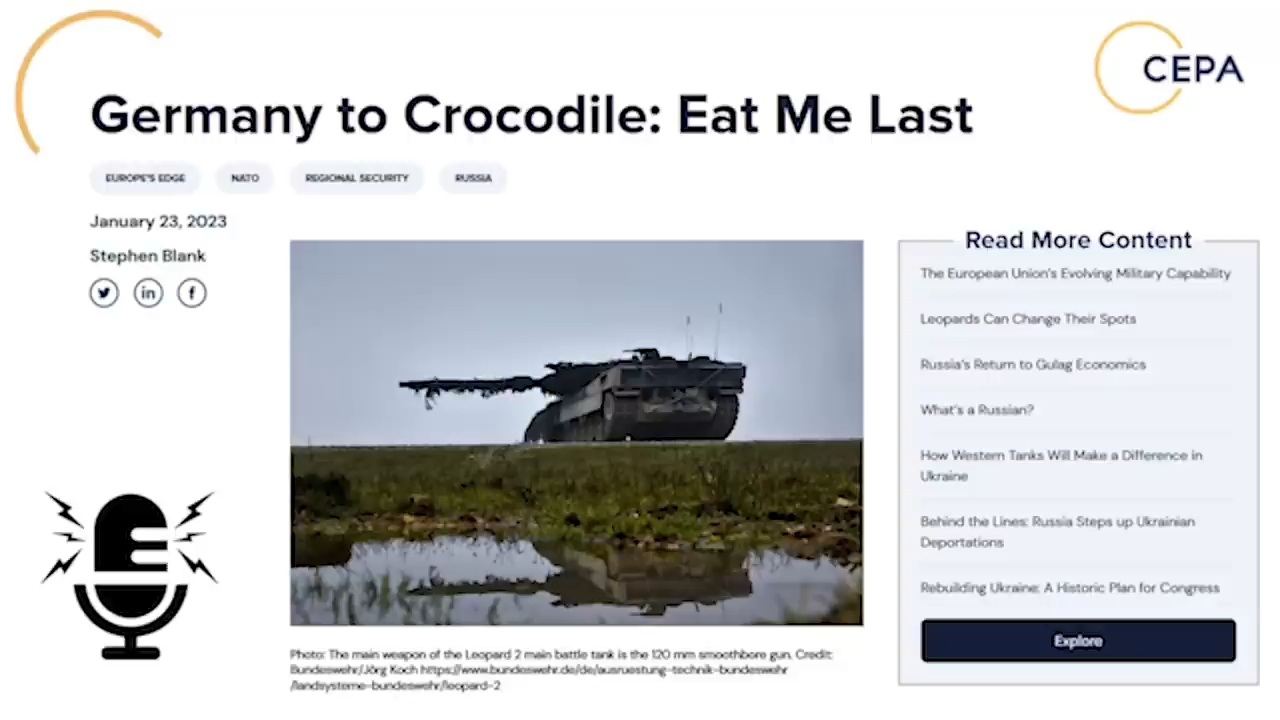 CEPA
Germany to Crocodile: Eat Me Last
EUROPE'S EDGE NATO REGIONAL SECURITY RUSSIA
January 23, 2023
Stephen Blank
in f
Photo: The main weapon of the Leopard 2 main battle tank is the 120 mm smoothbore gun. Credit:
Bundeswehr/Jörg Koch https://www.bundeswehr.de/de/ausruestung-technik-bundeswehr
/landsysteme-bundeswehr/leopard-2
Read More Content
The European Union's Evolving Military Capability
Leopards Can Change Their Spots
Russia's Return to Gulag Economics
What's a Russian?
How Western Tanks Will Make a Difference in
Ukraine
Behind the Lines: Russia Steps up Ukrainian
Deportations
Rebuilding Ukraine: A Historic Plan for Congress
Explore